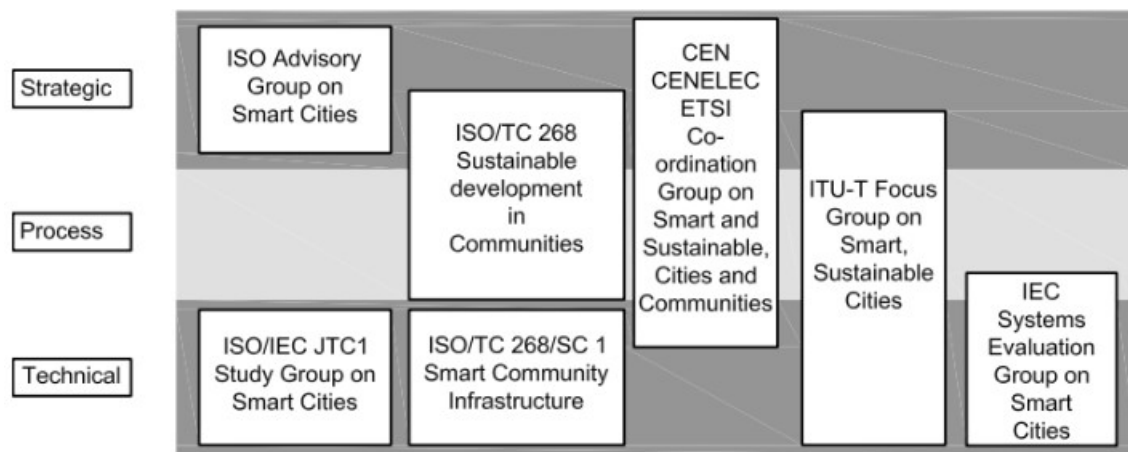 Strategic
Process
Technical
ISO Advisory
Group on
Smart Cities
ISO/IEC JTC1
Study Group on
Smart Cities
ISO/TC 268
Sustainable
development
in
Communities
ISO/TC 268/SC 1
Smart Community
Infrastructure
CEN
CENELEC
ETSI
Co-
ordination
Group on
Smart and
Sustainable,
Cities and
Communities
ITU-T Focus
Group on
Smart,
Sustainable
Cities
IEC
Systems
Evaluation
Group on
Smart
Cities